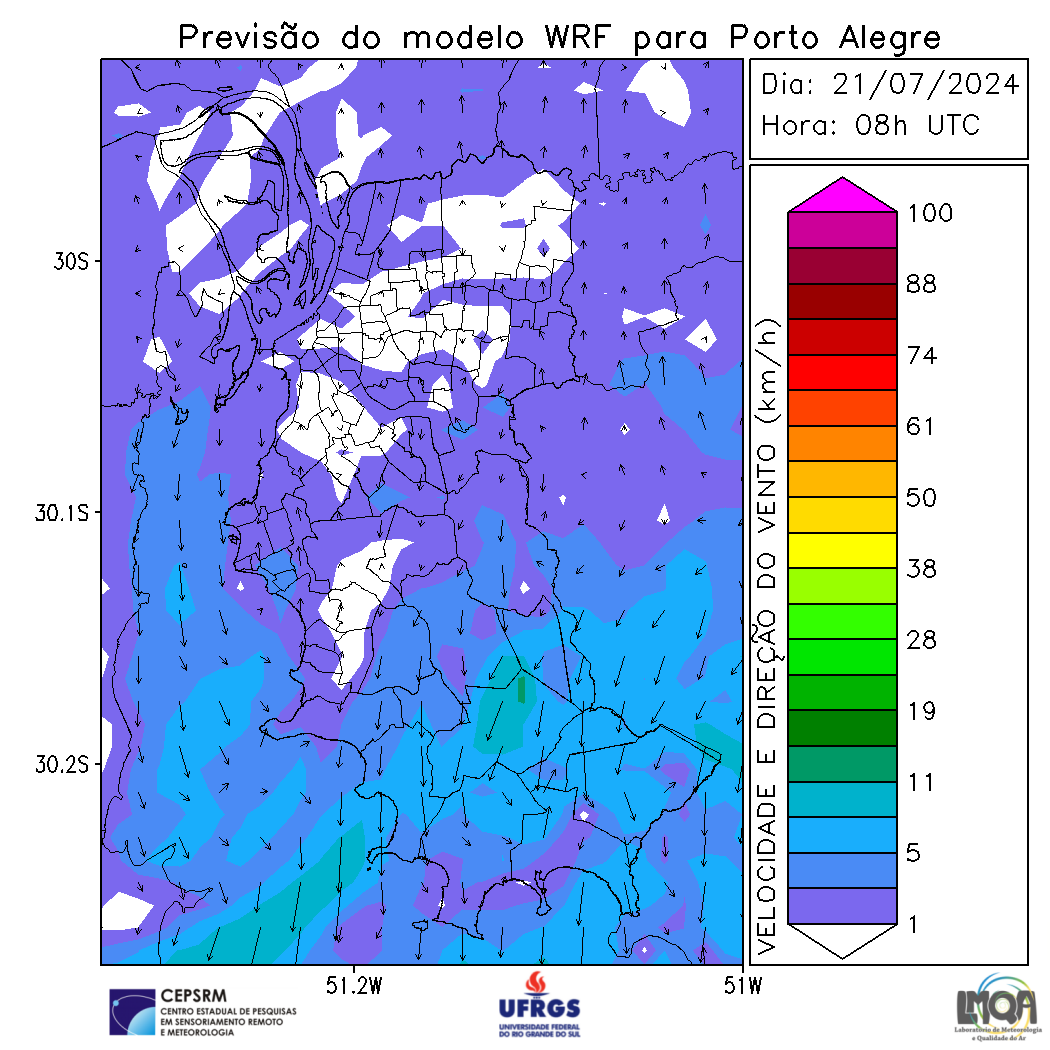 Previsão do modelo WRF para Porto Alegre
Dia: 21/07/2024
Hora: 08h UTC
30S
30.1S
30.2S
51.2W
51W
VELOCIDADE E DIREÇÃO DO VENTO (km/h)
100
88
74
61
50
38
28
19
11
5
1
CEPSRM
CENTRO ESTADUAL DE PESQUISAS
EM SENSORIAMENTO REMOTO
E METEOROLOGIA
UFRGS
UNIVERSIDADE FEDERAL
DO RIO GRANDE DO SUL
LMQA
Laboratório de Meteorologia
e Qualidade do Ar